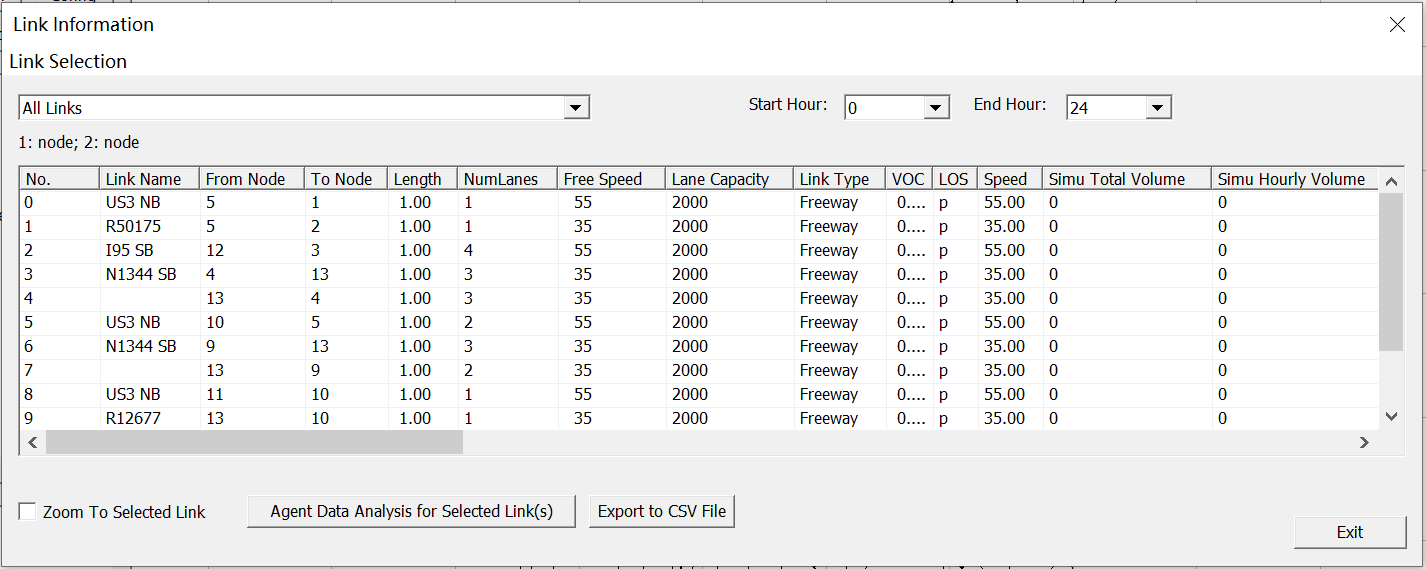 Link Information
Link Selection
All Links Start Hour: 0 End Hour: 24
1: node; 2: node
No. Link Name From Node To Node Length NumLanes Free Speed Lane Capacity Link Type VOC LOS Speed Simu Total Volume Simu Hourly Volume
0 US3 NB 5 1 1.00 1 55 2000 Freeway 0.... p 55.00 0 0
1 R50175 5 2 1.00 1 35 2000 Freeway 0.... p 35.00 0 0
2 I95 SB 12 3 1.00 4 55 2000 Freeway 0.... p 55.00 0 0
3 N1344 SB 4 13 1.00 3 35 2000 Freeway 0.... p 35.00 0 0
4 13 4 1.00 3 35 2000 Freeway 0.... p 35.00 0 0
5 US3 NB 10 5 1.00 2 55 2000 Freeway 0.... p 55.00 0 0
6 N1344 SB 9 13 1.00 3 35 2000 Freeway 0.... p 35.00 0 0
7 13 9 1.00 2 35 2000 Freeway 0.... p 35.00 0 0
8 US3 NB 11 10 1.00 1 55 2000 Freeway 0.... p 55.00 0 0
9 R12677 13 10 1.00 1 35 2000 Freeway 0.... p 35.00 0 0
Zoom To Selected Link Agent Data Analysis for Selected Link(s) Export to CSV File
Exit